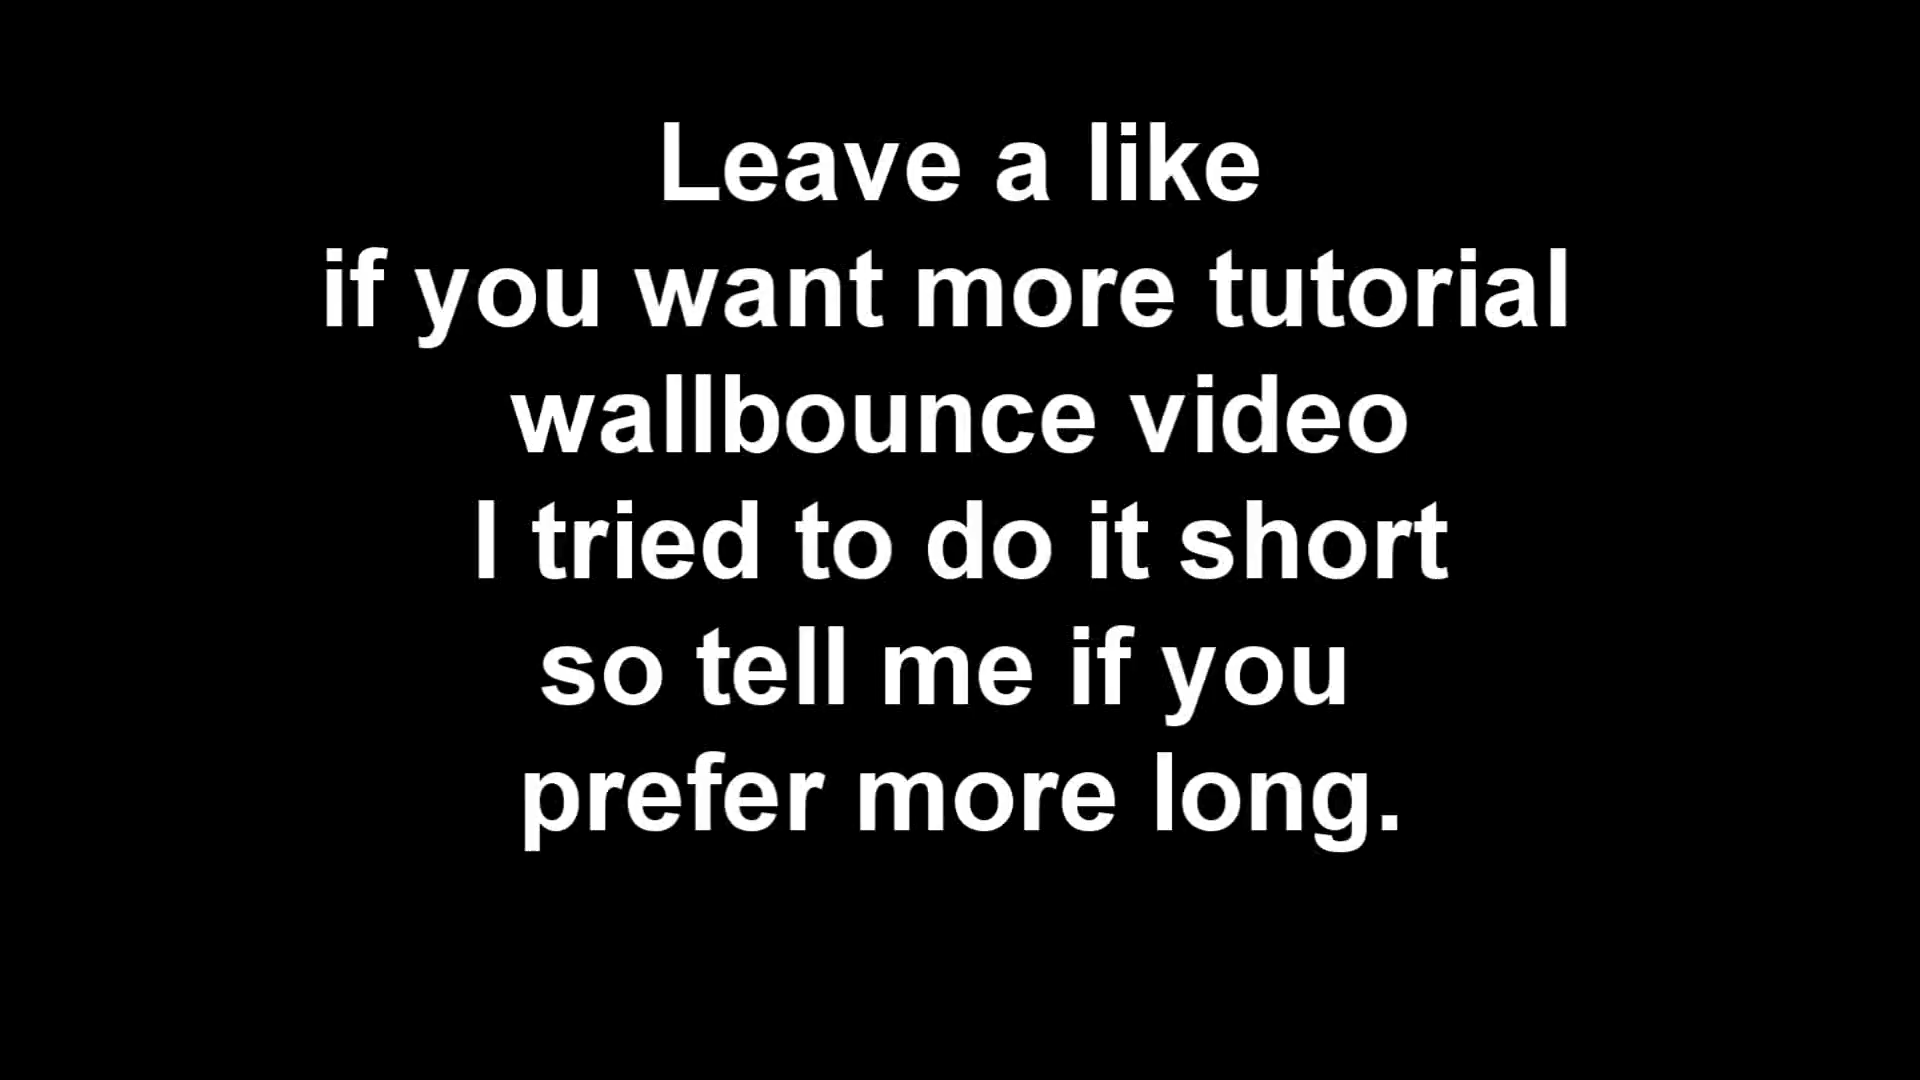 Leave a like
if you want more tutorial
wallbounce video
I tried to do it short
so tell me if you
prefer more long.